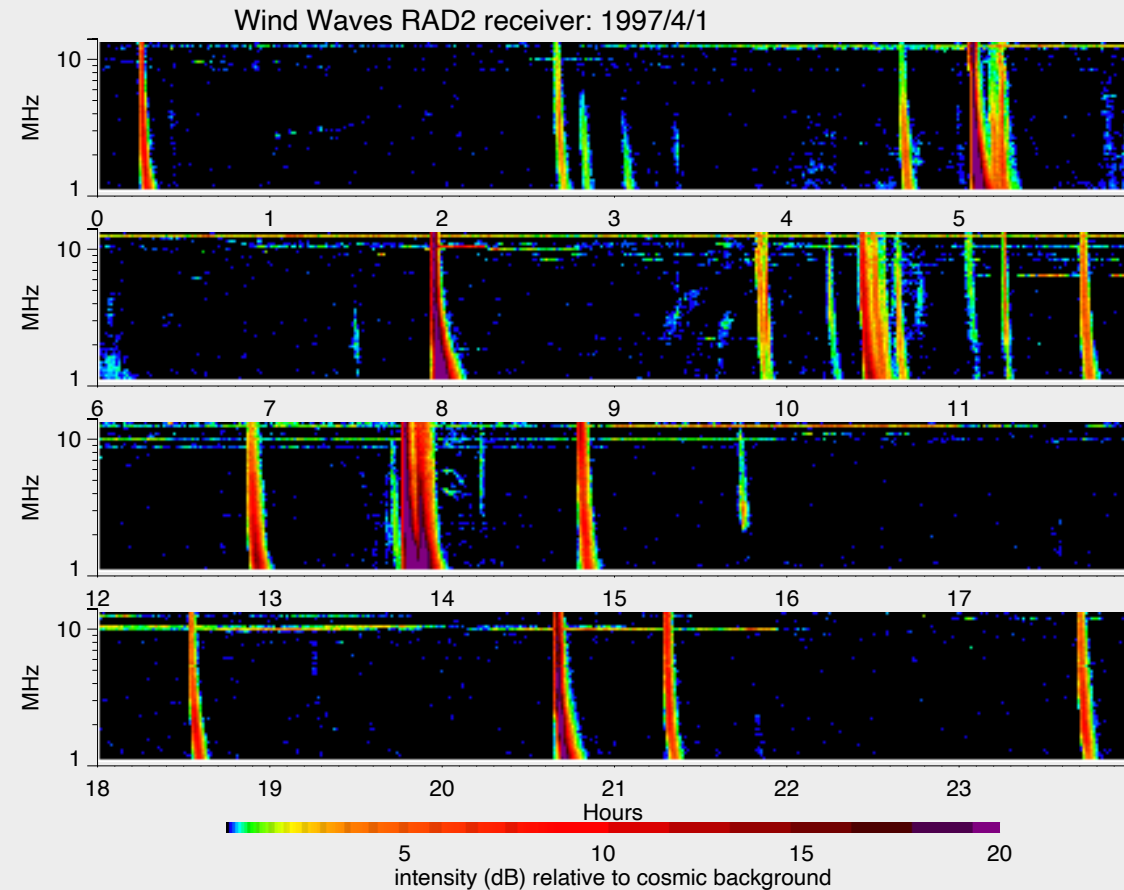 Wind Waves RAD2 receiver: 1997/4/1
10
MHz
1
0 1 2 3 4 5
10
MHz
1
6 7 8 9 10 11
10
MHz
1
12 13 14 15 16 17
10
MHz
1
18 19 20 21 22 23
Hours
5 10 15 20
intensity (dB) relative to cosmic background